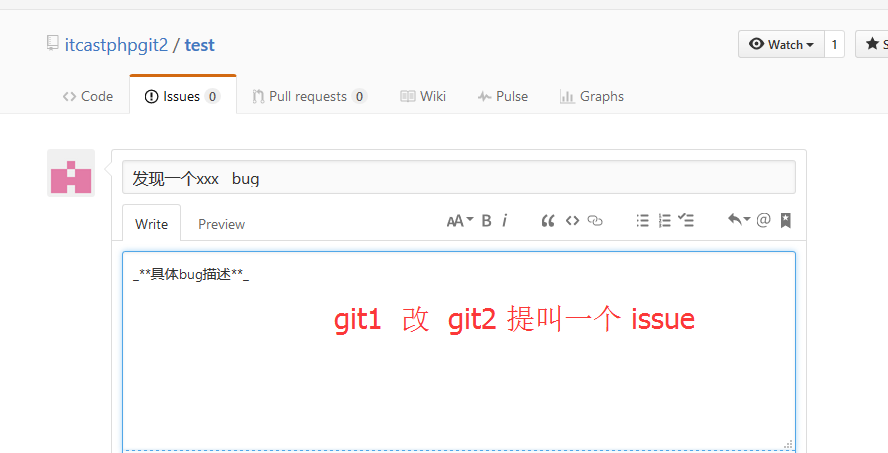 itcastphpgit2 / test
Watch 1 S
Code Issues 0 Pull requests 0 Wiki Pulse Graphs
发现一个xxx bug
Write Preview AA B i @
_**具体bug描述**_
git1 改 git2 提叫一个 issue